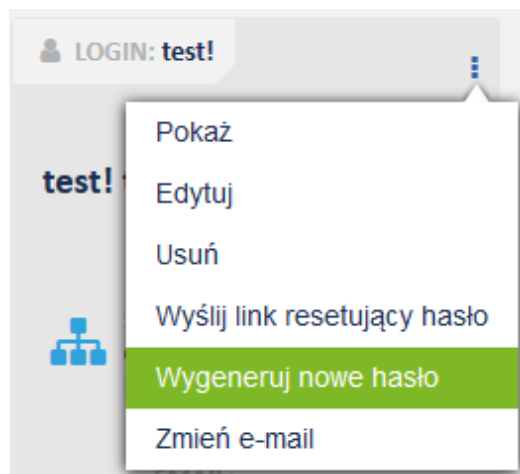 LOGIN: test!
Pokaż
test!
Edytuj
Usuń
Wyślij link resetujący hasło
Wygeneruj nowe hasło
Zmień e-mail